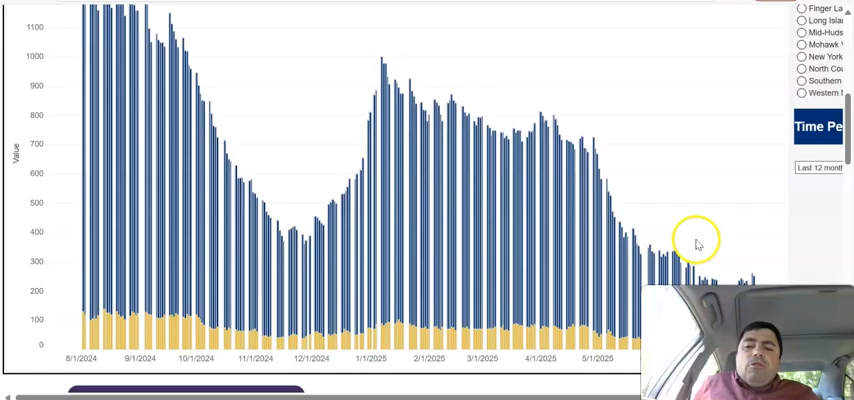 1100
1000
900
800
700
600
500
400
300
200
100
0
Value
8/1/2024
9/1/2024
10/1/2024
11/1/2024
12/1/2024
1/1/2025
2/1/2025
3/1/2025
4/1/2025
5/1/2025
Finger La
Long Islan
Mid-Huds
Mohawk V
New York
North Cou
Southern
Western N
Time Pe
Last 12 month